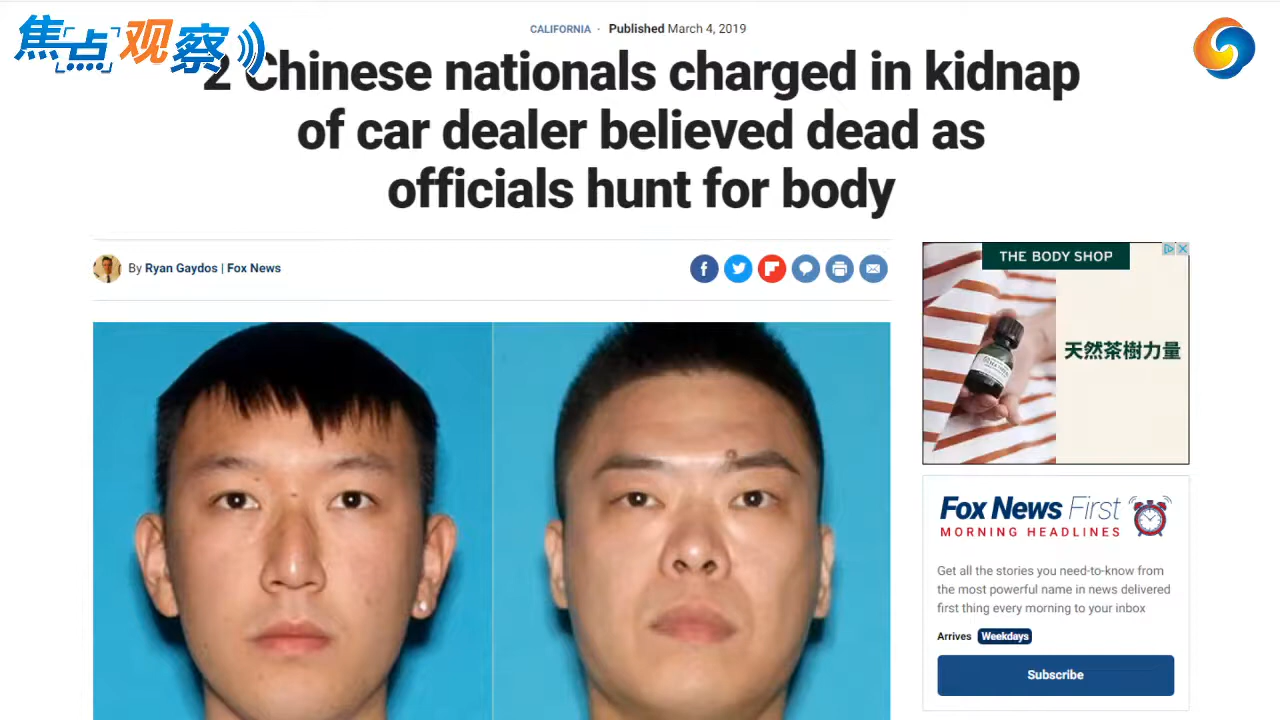 焦点观察
CALIFORNIA · Published March 4, 2019
2 Chinese nationals charged in kidnap
of car dealer believed dead as
officials hunt for body
By Ryan Gaydos | Fox News
THE BODY SHOP
天然茶樹力量
Fox News First
MORNING HEADLINES
Get all the stories you need-to-know from
the most powerful name in news delivered
first thing every morning to your inbox
Arrives Weekdays
Subscribe